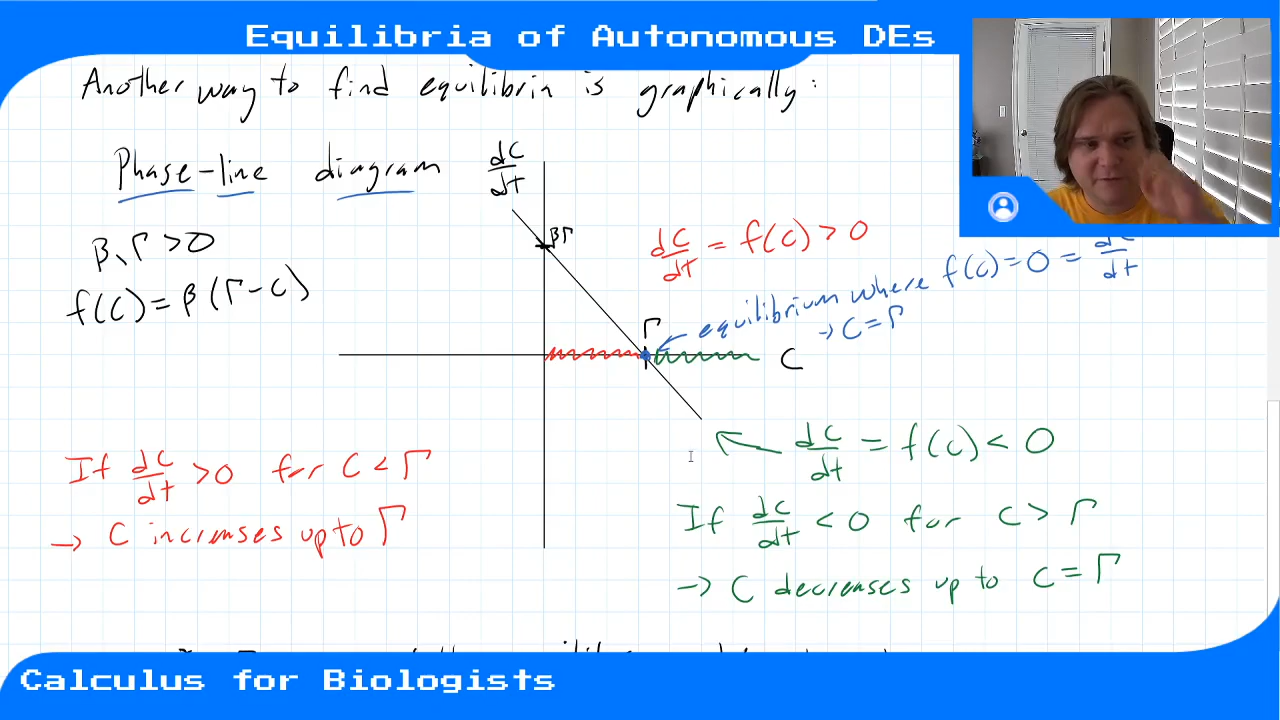 Equilibria of Autonomous DEs
Another way to find equilibria is graphically:
Phase-line diagram
dC/dt
β, Γ > 0
f(C) = β(Γ - C)
βΓ
dC/dt = f(C) > 0
equilibrium where f(C) = 0 = dC/dt
→ C = Γ
Γ
C
If dC/dt > 0 for C < Γ
→ C increases up to Γ
dC/dt = f(C) < 0
If dC/dt < 0 for C > Γ
→ C decreases up to C = Γ
Calculus for Biologists